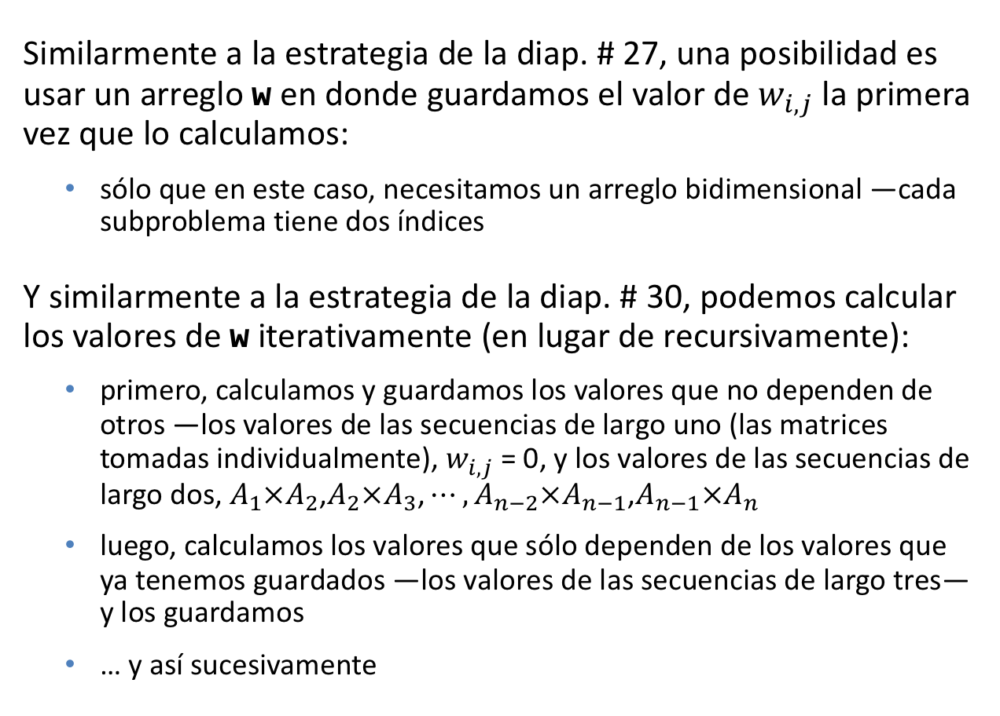 Similarmente a la estrategia de la diap. # 27, una posibilidad es
usar un arreglo w en donde guardamos el valor de w_{i,j} la primera
vez que lo calculamos:
• sólo que en este caso, necesitamos un arreglo bidimensional —cada
subproblema tiene dos índices
Y similarmente a la estrategia de la diap. # 30, podemos calcular
los valores de w iterativamente (en lugar de recursivamente):
• primero, calculamos y guardamos los valores que no dependen de
otros —los valores de las secuencias de largo uno (las matrices
tomadas individualmente), w_{i,j} = 0, y los valores de las secuencias de
largo dos, A_1×A_2,A_2×A_3, ⋯ , A_{n−2}×A_{n−1},A_{n−1}×A_n
• luego, calculamos los valores que sólo dependen de los valores que
ya tenemos guardados —los valores de las secuencias de largo tres—
y los guardamos
• … y así sucesivamente